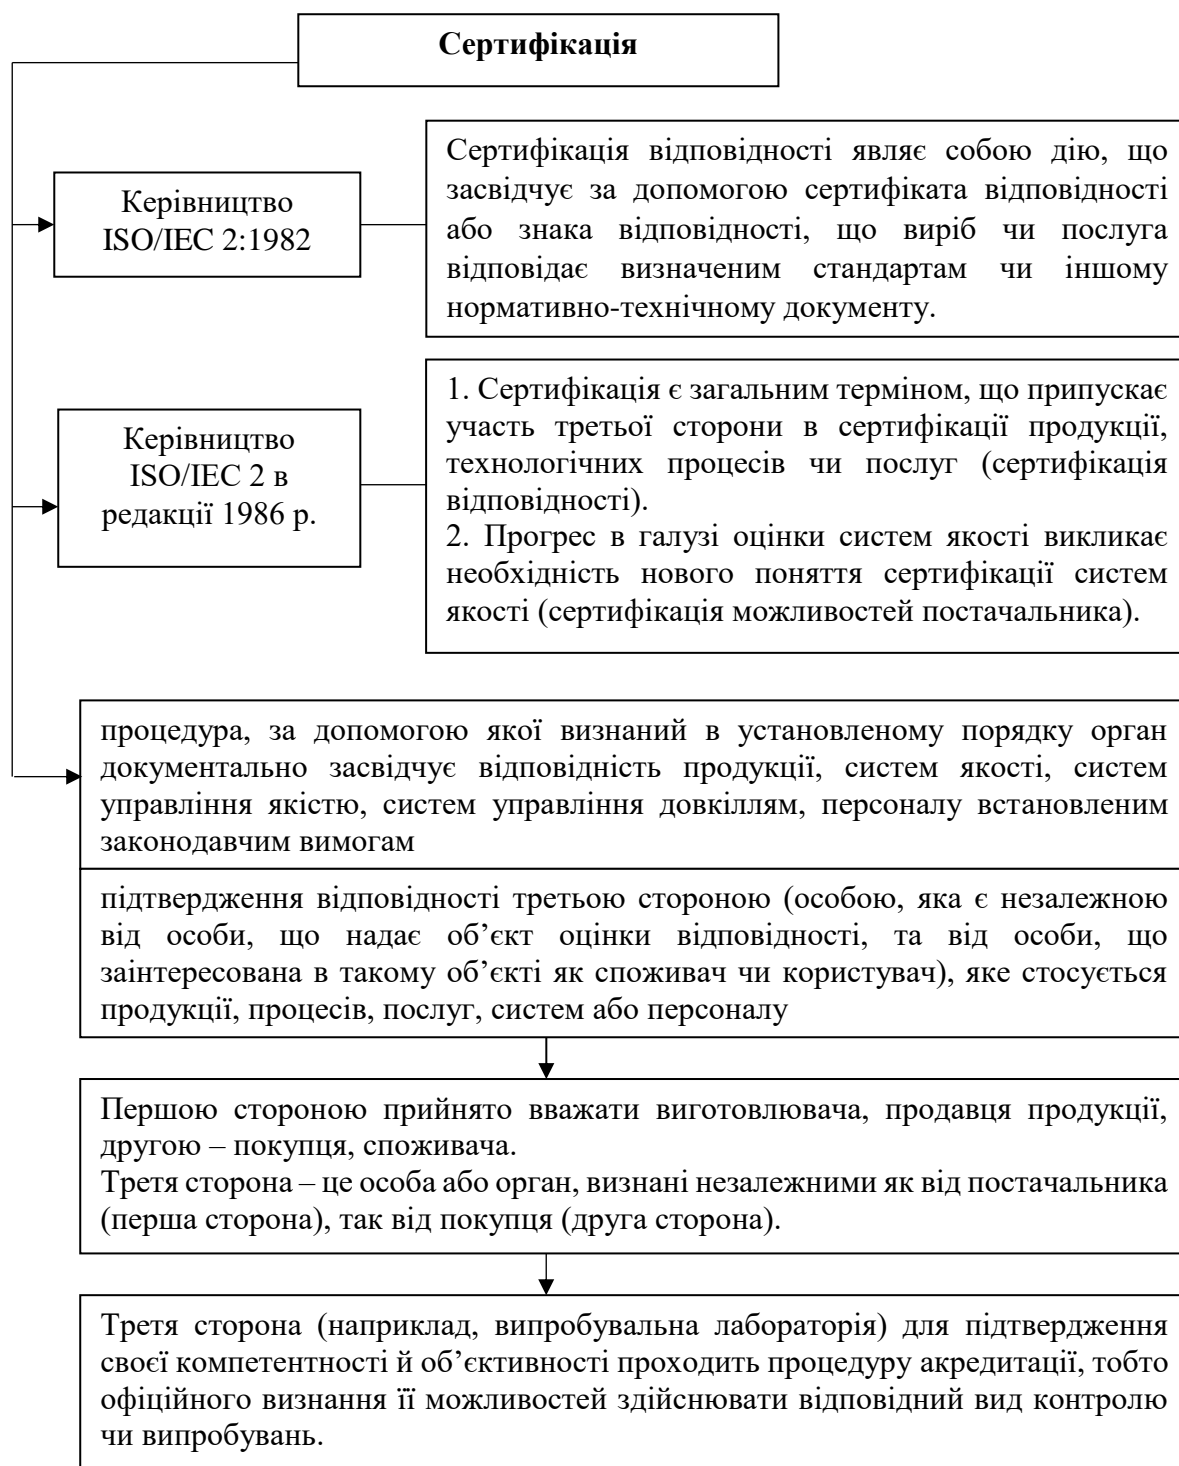 Сертифікація
Керівництво
ISO/IEC 2:1982
Сертифікація відповідності являє собою дію, що
засвідчує за допомогою сертифіката відповідності
або знака відповідності, що виріб чи послуга
відповідає визначеним стандартам чи іншому
нормативно-технічному документу.
Керівництво
ISO/IEC 2 в
редакції 1986 р.
1. Сертифікація є загальним терміном, що припускає
участь третьої сторони в сертифікації продукції,
технологічних процесів чи послуг (сертифікація
відповідності).
2. Прогрес в галузі оцінки систем якості викликає
необхідність нового поняття сертифікації систем
якості (сертифікація можливостей постачальника).
процедура, за допомогою якої визнаний в установленому порядку орган
документально засвідчує відповідність продукції, систем якості, систем
управління якістю, систем управління довкіллям, персоналу встановленим
законодавчим вимогам
підтвердження відповідності третьою стороною (особою, яка є незалежною
від особи, що надає об’єкт оцінки відповідності, та від особи, що
заінтересована в такому об’єкті як споживач чи користувач), яке стосується
продукції, процесів, послуг, систем або персоналу
Першою стороною прийнято вважати виготовлювача, продавця продукції,
другою – покупця, споживача.
Третя сторона – це особа або орган, визнані незалежними як від постачальника
(перша сторона), так від покупця (друга сторона).
Третя сторона (наприклад, випробувальна лабораторія) для підтвердження
своєї компетентності й об’єктивності проходить процедуру акредитації, тобто
офіційного визнання її можливостей здійснювати відповідний вид контролю
чи випробувань.